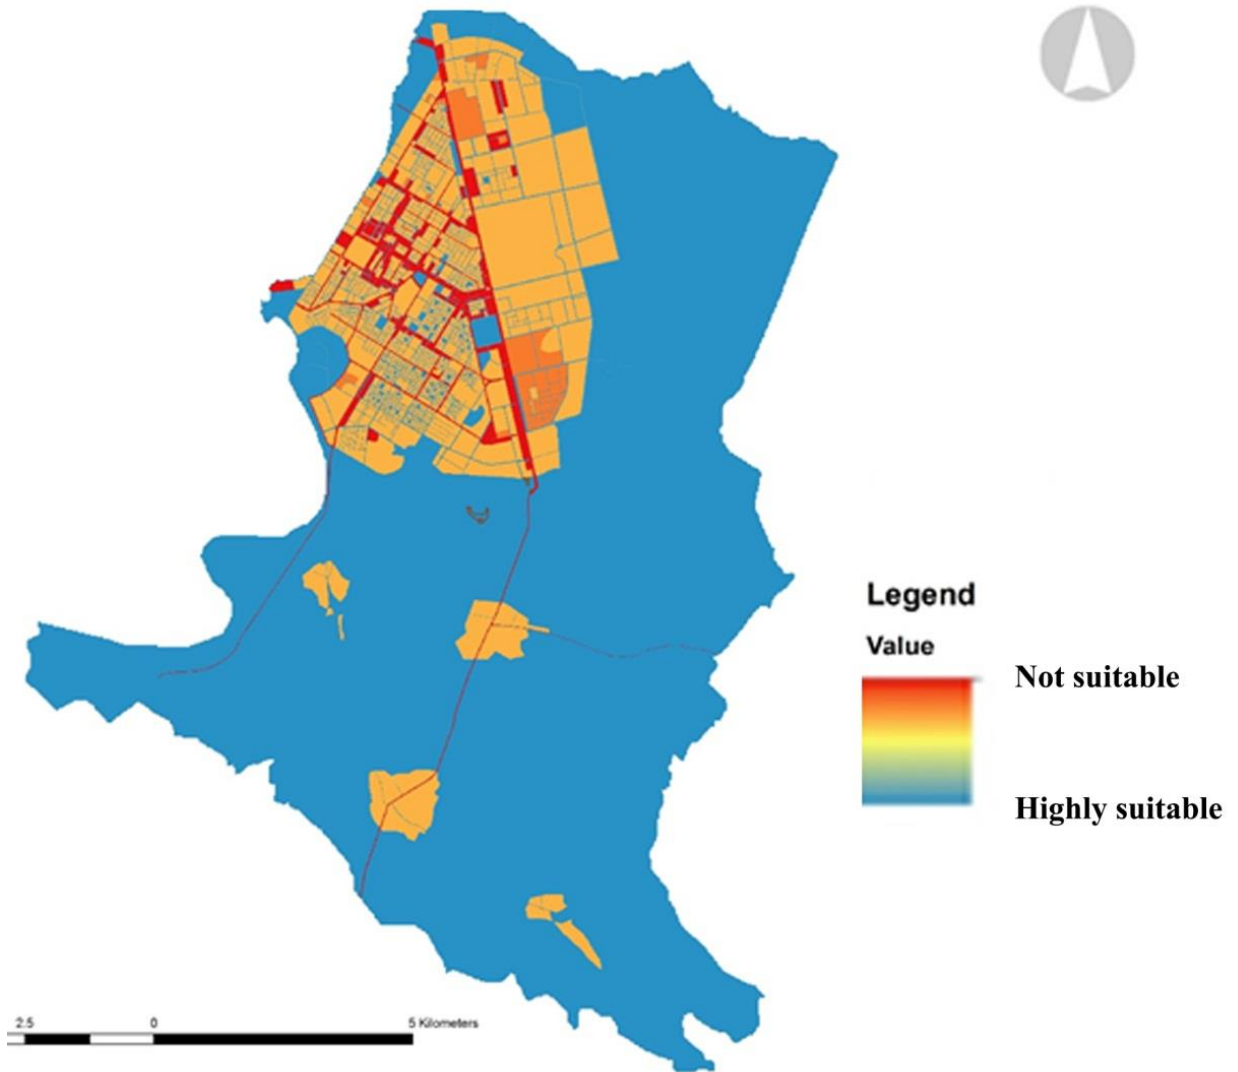 Legend
Value
Not suitable
Highly suitable
2.5 0 5 Kilometers